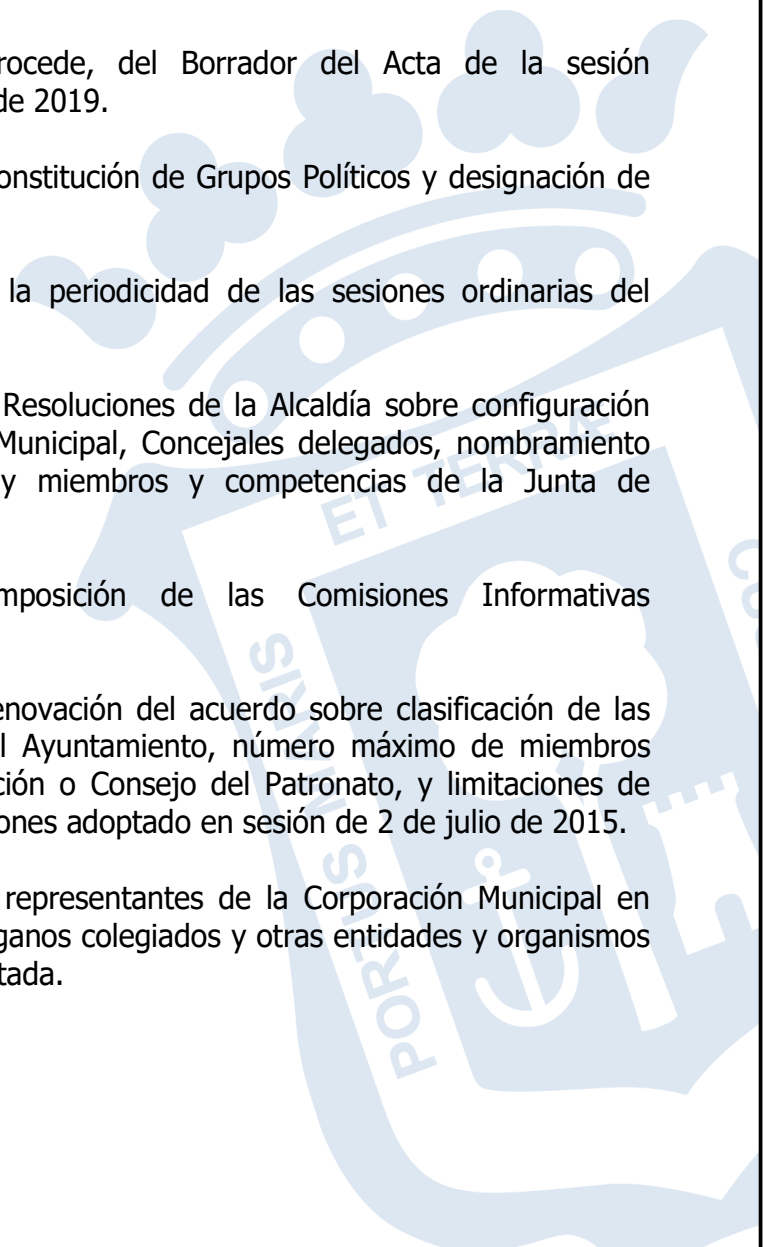 rocede, del Borrador del Acta de la sesión
de 2019.
onstitución de Grupos Políticos y designación de
la periodicidad de las sesiones ordinarias del
Resoluciones de la Alcaldía sobre configuración
Municipal, Concejales delegados, nombramiento
y miembros y competencias de la Junta de
mposición de las Comisiones Informativas
enovación del acuerdo sobre clasificación de las
l Ayuntamiento, número máximo de miembros
ción o Consejo del Patronato, y limitaciones de
ones adoptado en sesión de 2 de julio de 2015.
representantes de la Corporación Municipal en
ganos colegiados y otras entidades y organismos
tada.
PORTUS MARIS
ET TERRÆ